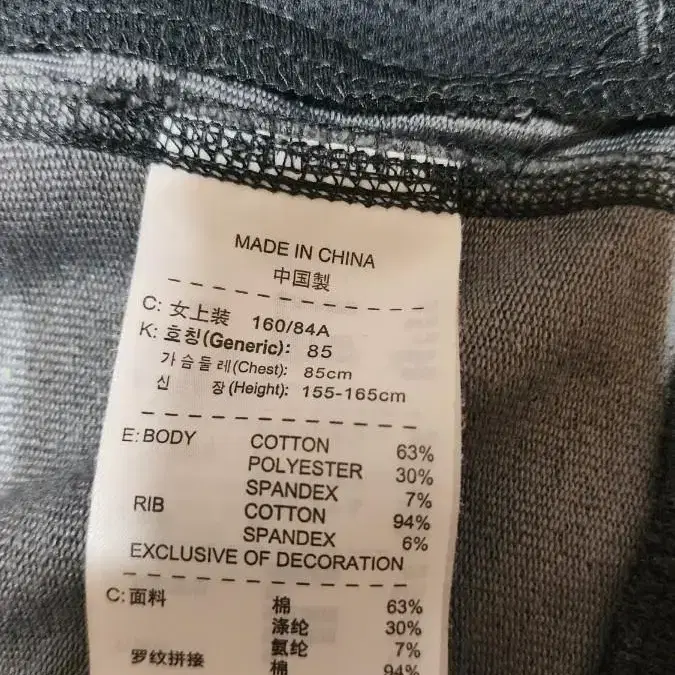 MADE IN CHINA
中国製
C: 女上装 160/84A
K: 호칭(Generic): 85
가슴둘레(Chest): 85cm
신 장(Height): 155-165cm
E: BODY COTTON 63%
POLYESTER 30%
SPANDEX 7%
RIB COTTON 94%
SPANDEX 6%
EXCLUSIVE OF DECORATION
C: 面料 棉 63%
涤纶 30%
氨纶 7%
罗纹拼接 棉 94%